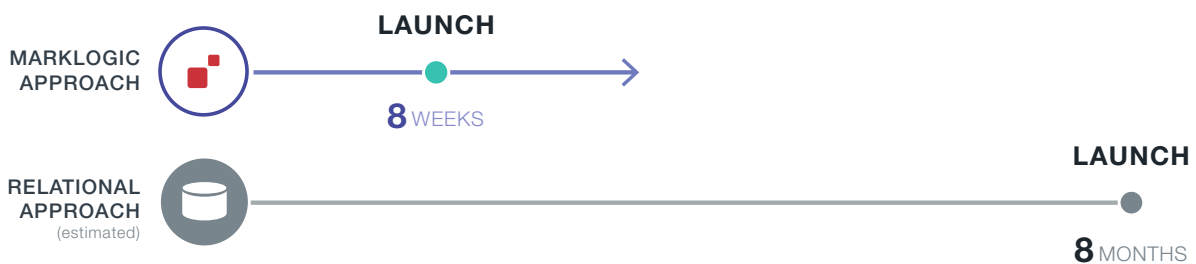 LAUNCH
MARKLOGIC
APPROACH
8 WEEKS
LAUNCH
RELATIONAL
APPROACH
(estimated)
8 MONTHS